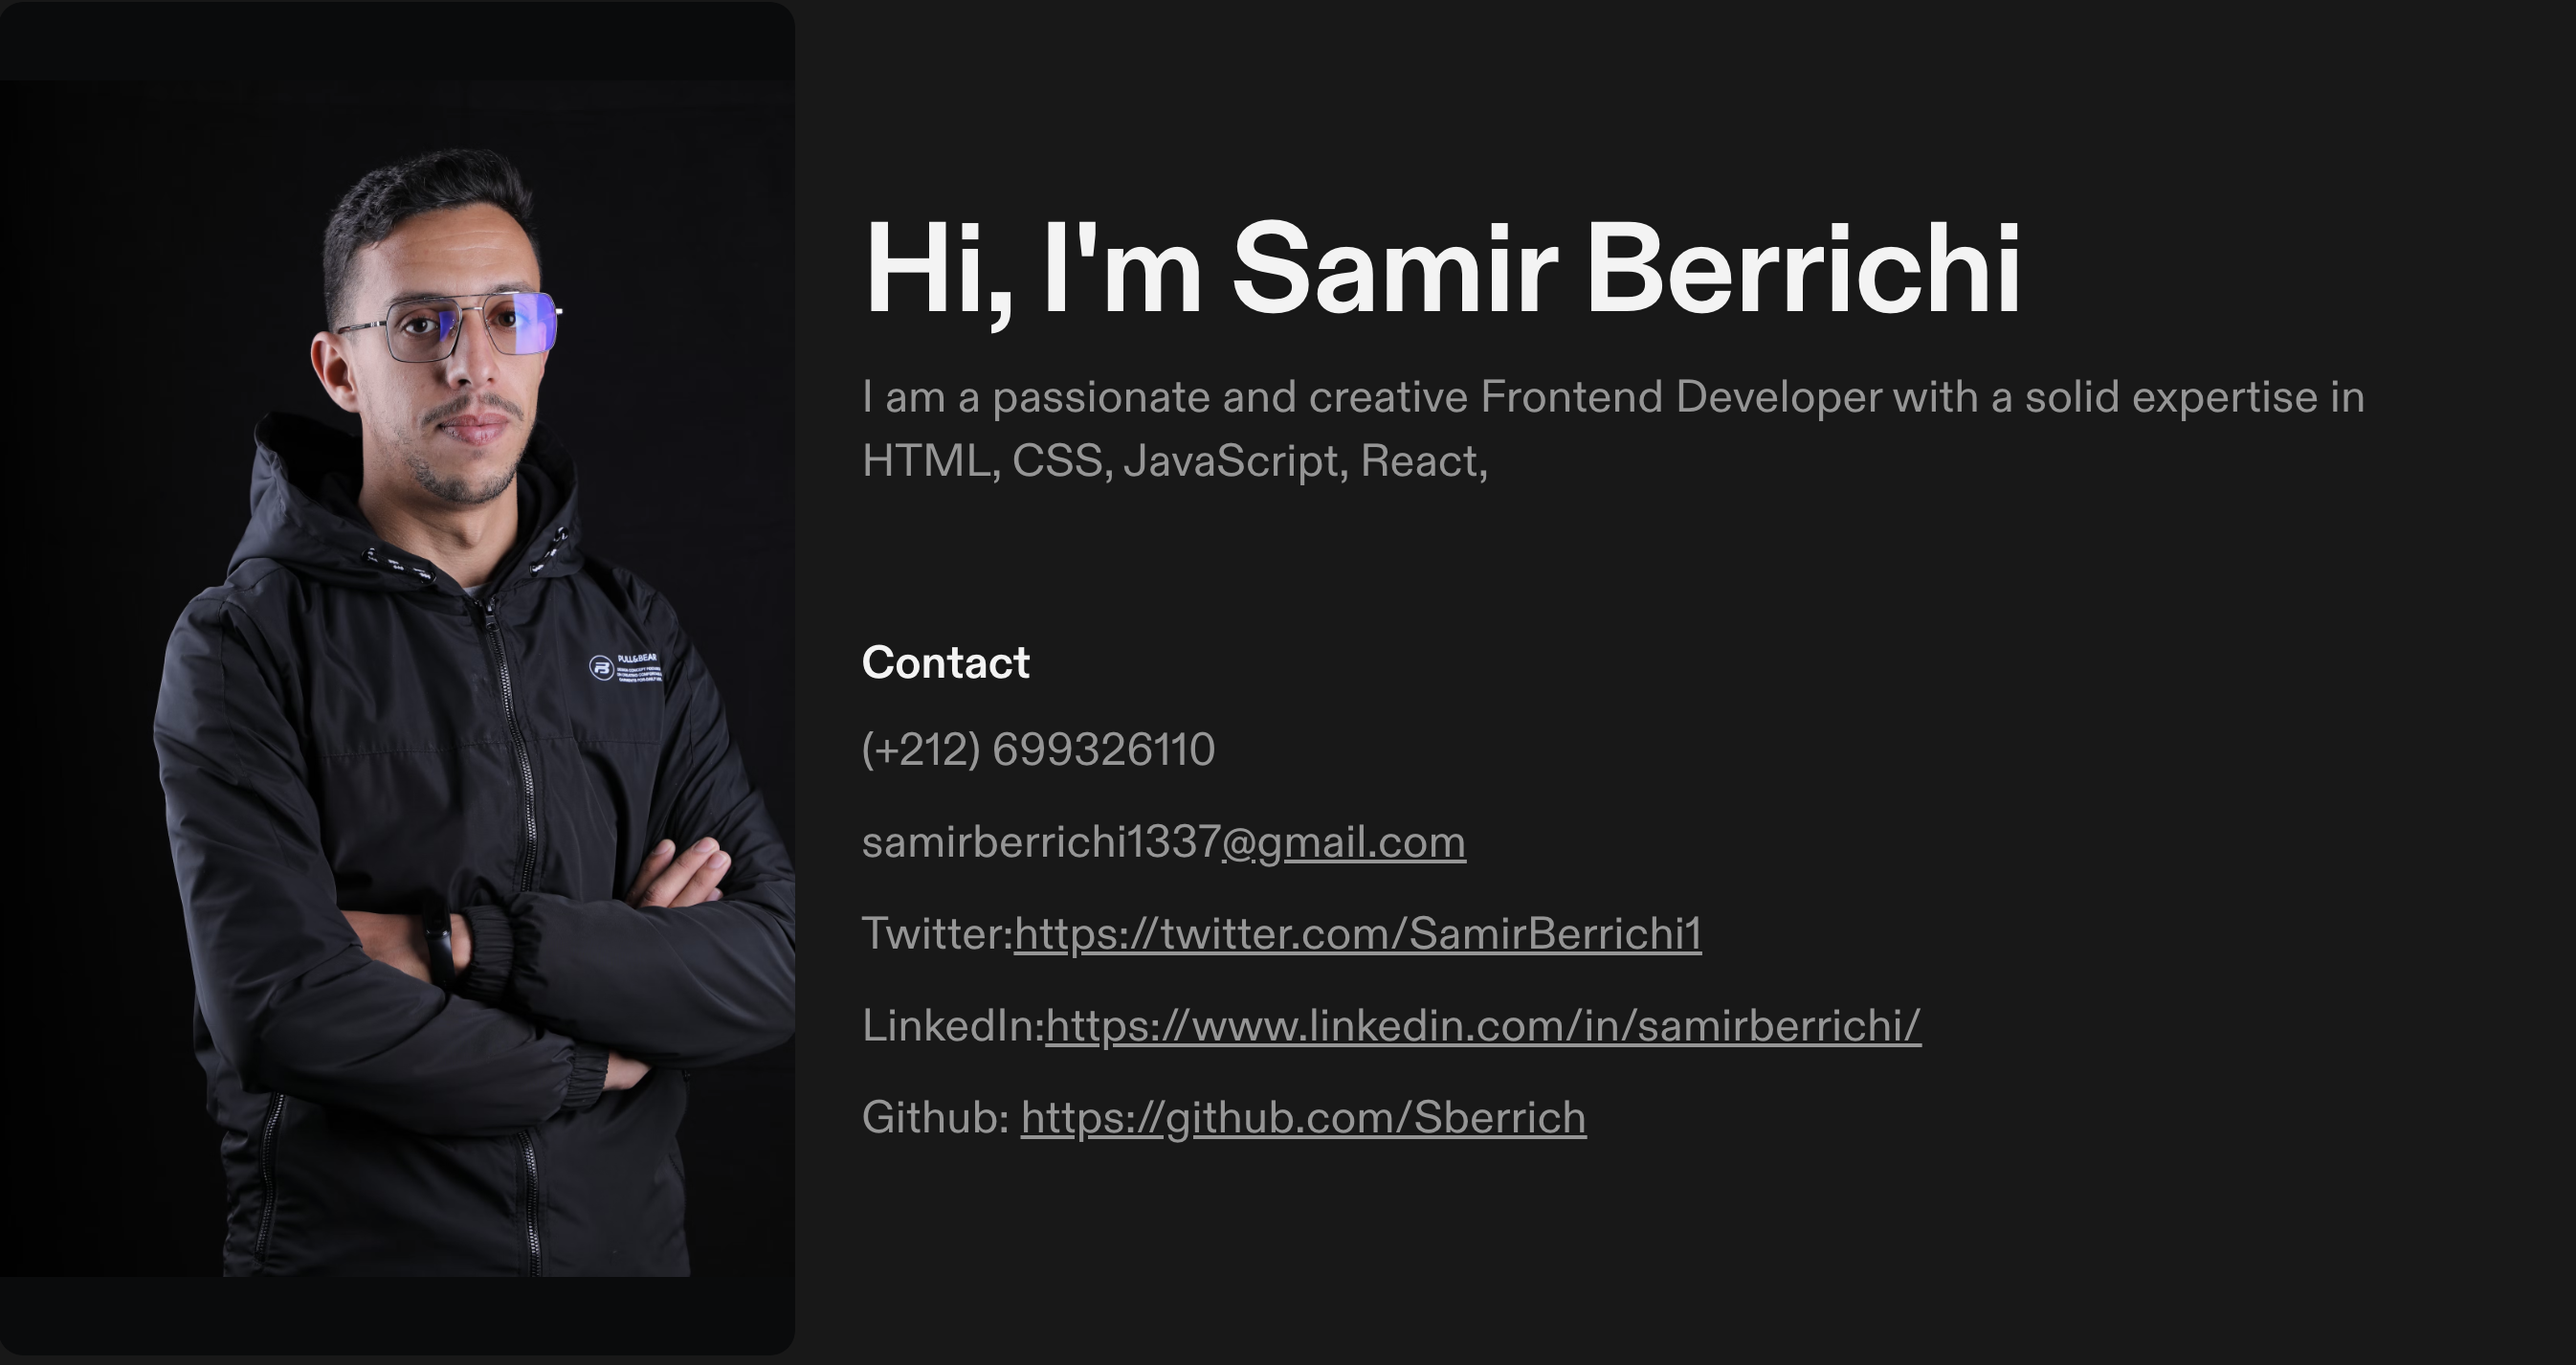 Hi, I'm Samir Berrichi
I am a passionate and creative Frontend Developer with a solid expertise in
HTML, CSS, JavaScript, React,
PULL&BEAR
Contact
(+212) 699326110
samirberrichi1337@gmail.com
Twitter:https://twitter.com/SamirBerrichi1
LinkedIn:https://www.linkedin.com/in/samirberrichi/
Github: https://github.com/Sberrich